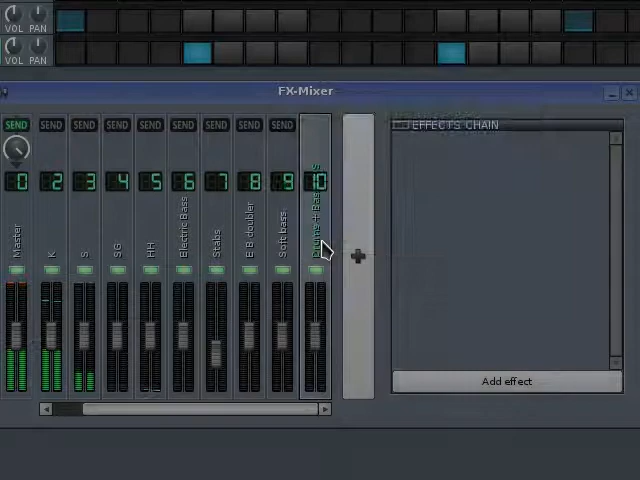 VOL PAN
VOL PAN
FX-Mixer
SEND SEND SEND SEND SEND SEND SEND SEND SEND
EFFECTS CHAIN
0 2 3 4 5 6 7 8 9 10
Master
K
S
SG
HH
Electric Bass
Stabs
E B doubler
Soft bass
Drums + Bass
Add effect